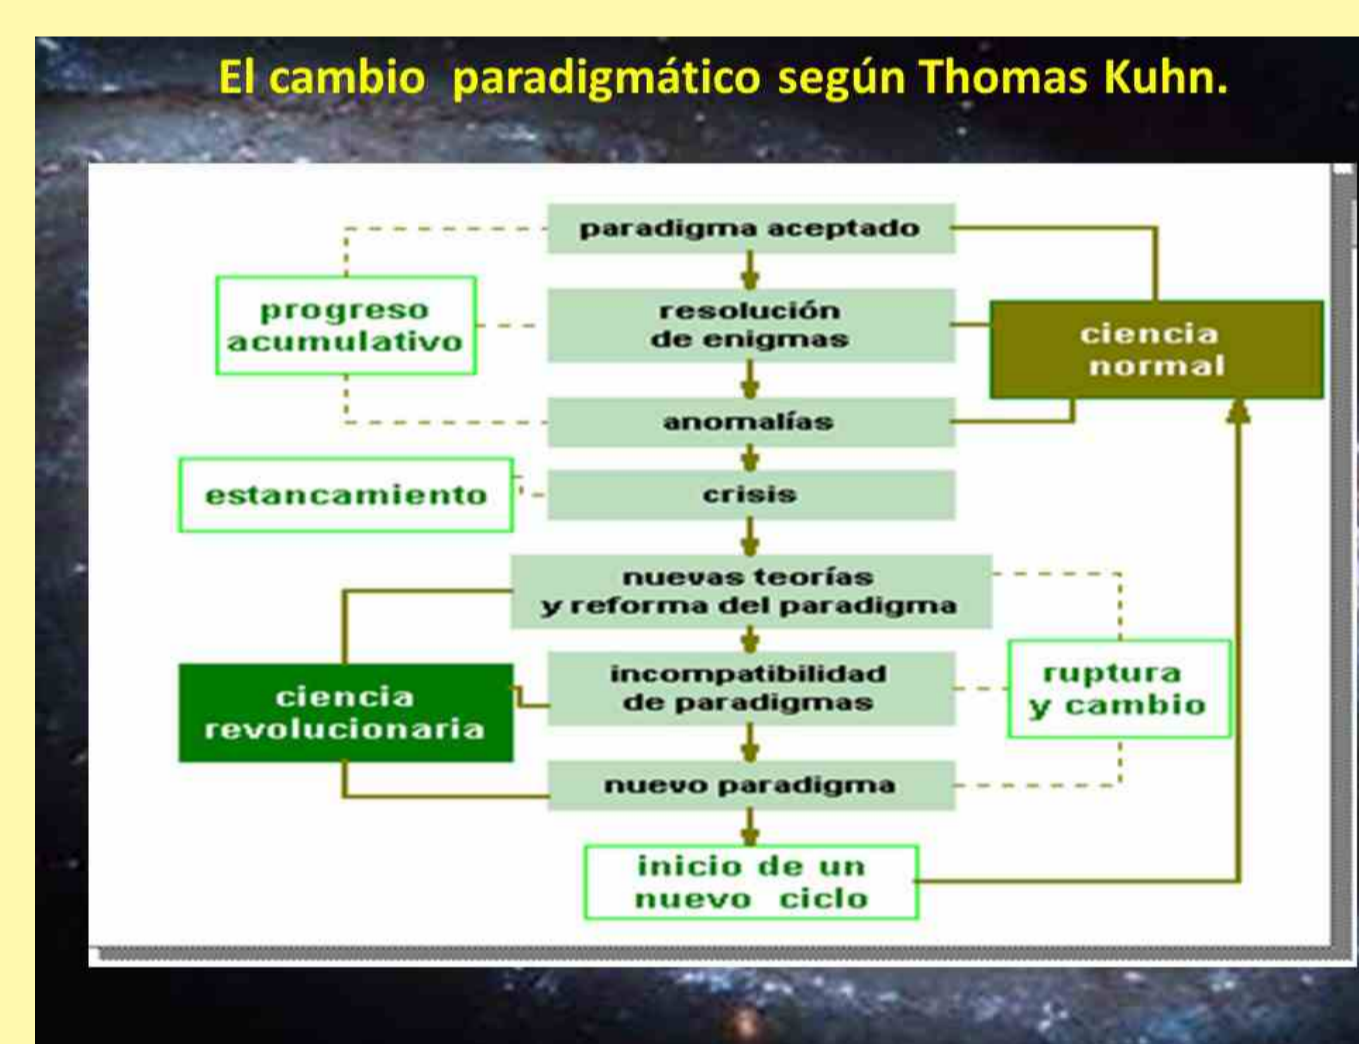 El cambio paradigmático según Thomas Kuhn.
paradigma aceptado
progreso
acumulativo
resolución
de enigmas
ciencia
normal
anomalías
estancamiento
crisis
nuevas teorías
y reforma del paradigma
ciencia
revolucionaria
incompatibilidad
de paradigmas
ruptura
y cambio
nuevo paradigma
inicio de un
nuevo ciclo